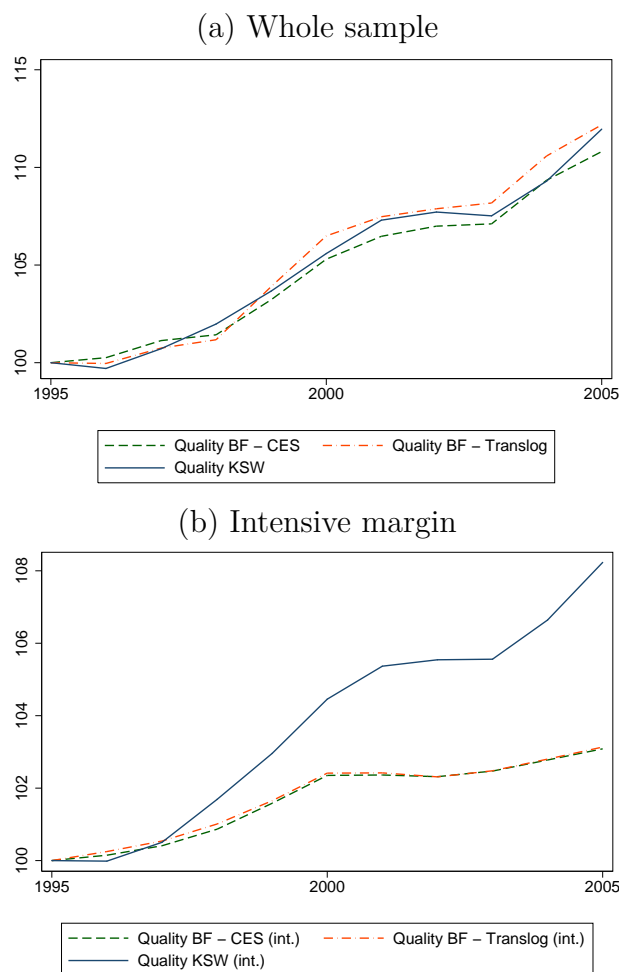 (a) Whole sample
115
110
105
100
1995 2000 2005
Quality BF − CES Quality BF − Translog
Quality KSW
(b) Intensive margin
108
106
104
102
100
1995 2000 2005
Quality BF − CES (int.) Quality BF − Translog (int.)
Quality KSW (int.)